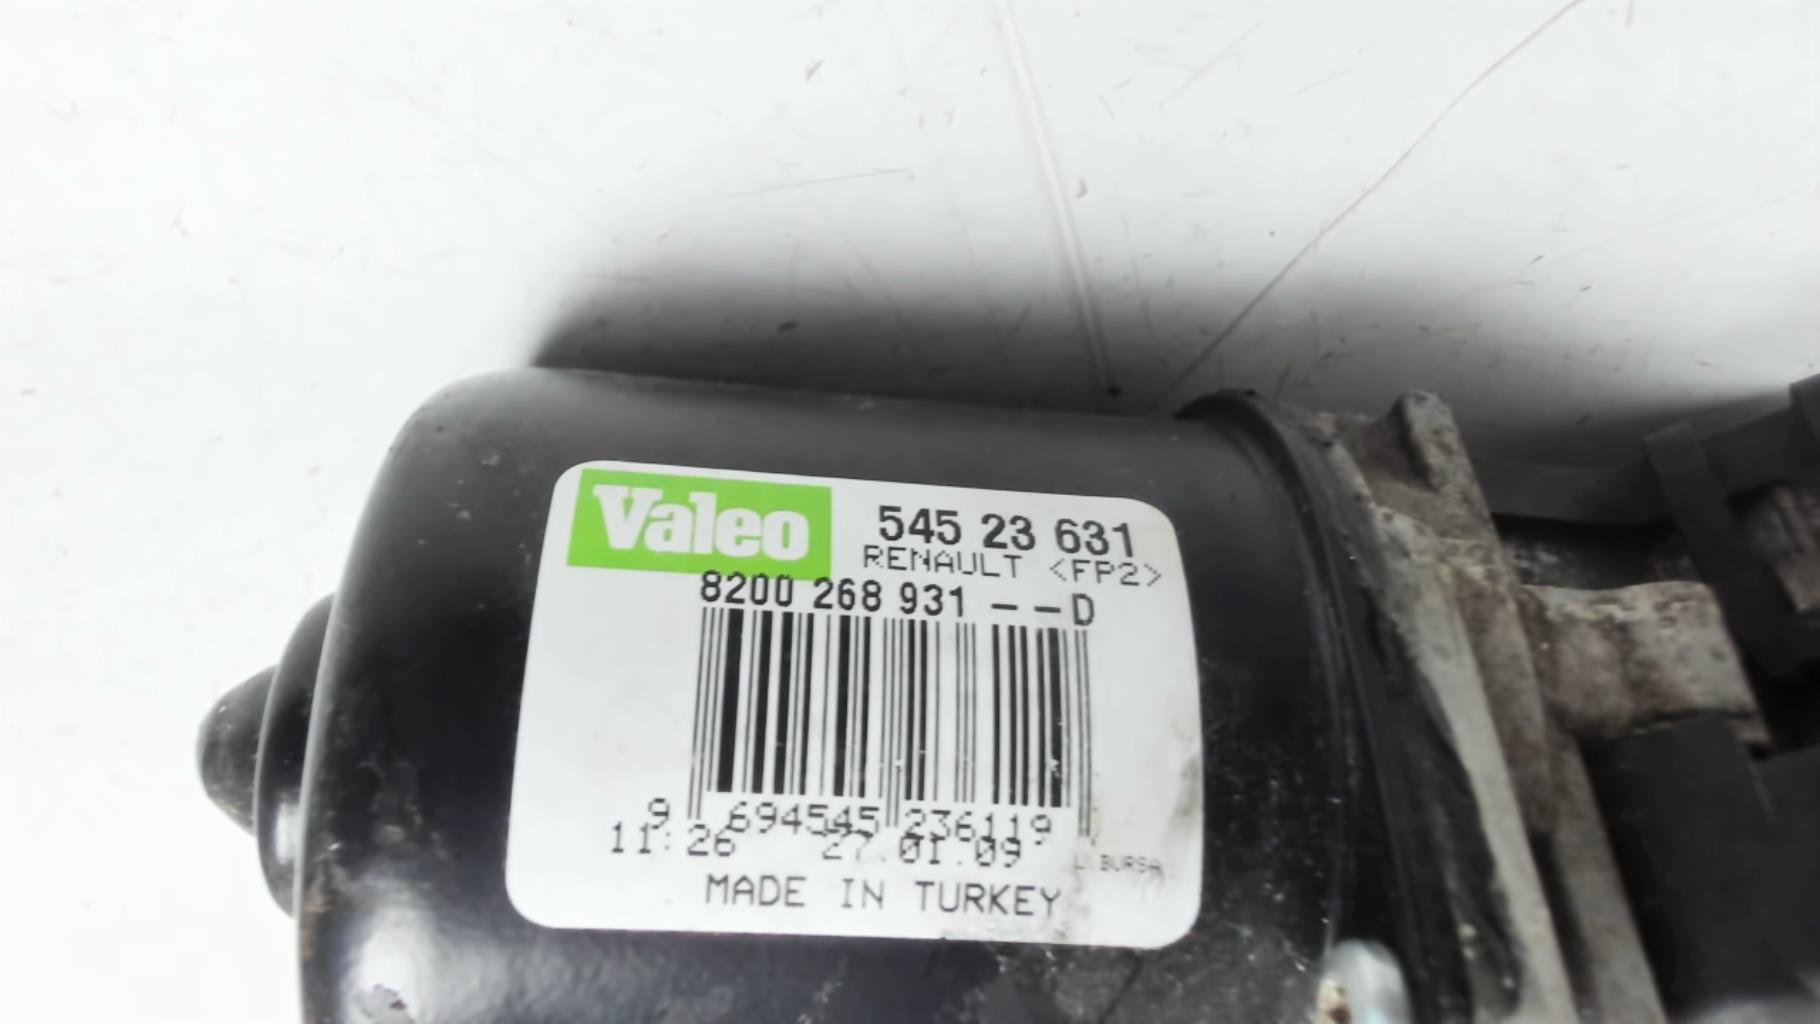 Valeo
545 23 631
RENAULT <FP2>
8200 268 931 --D
9 694545 236119
11:26 27.01.09
BURSA
MADE IN TURKEY